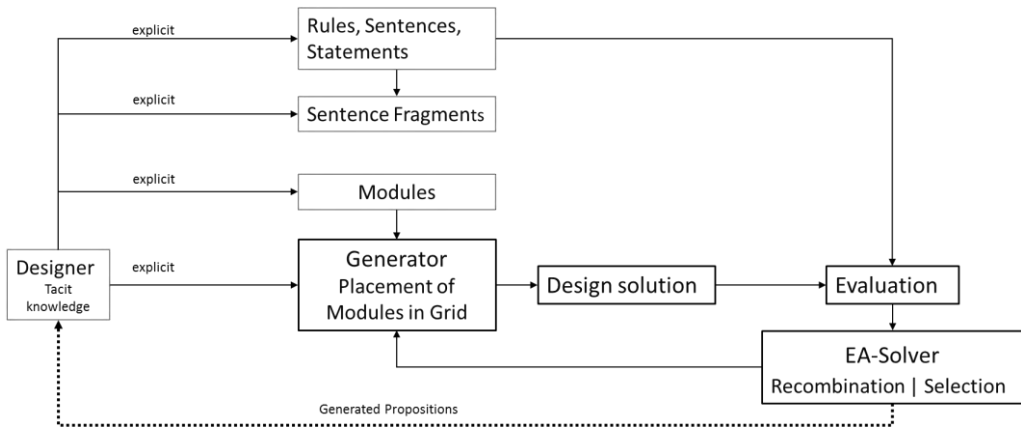 explicit
Rules, Sentences,
Statements
explicit
Sentence Fragments
explicit
Modules
Designer
Tacit
knowledge
explicit
Generator
Placement of
Modules in Grid
Design solution
Evaluation
EA-Solver
Recombination | Selection
Generated Propositions